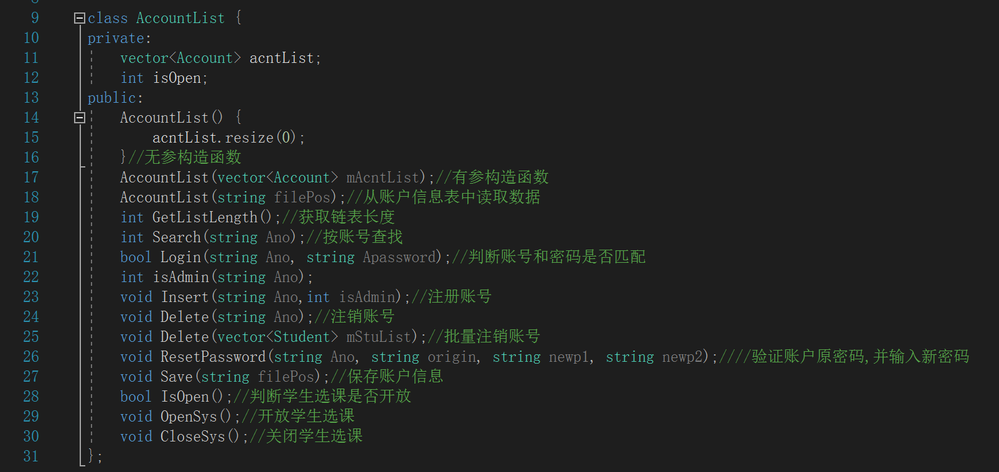 9 class AccountList {
10 private:
11 vector<Account> acntList;
12 int isOpen;
13 public:
14 AccountList() {
15 acntList.resize(0);
16 }//无参构造函数
17 AccountList(vector<Account> mAcntList);//有参构造函数
18 AccountList(string filePos);//从账户信息表中读取数据
19 int GetListLength();//获取链表长度
20 int Search(string Ano);//按账号查找
21 bool Login(string Ano, string Apassword);//判断账号和密码是否匹配
22 int isAdmin(string Ano);
23 void Insert(string Ano,int isAdmin);//注册账号
24 void Delete(string Ano);//注销账号
25 void Delete(vector<Student> mStuList);//批量注销账号
26 void ResetPassword(string Ano, string origin, string newp1, string newp2);////验证账户原密码,并输入新密码
27 void Save(string filePos);//保存账户信息
28 bool IsOpen();//判断学生选课是否开放
29 void OpenSys();//开放学生选课
30 void CloseSys();//关闭学生选课
31 };